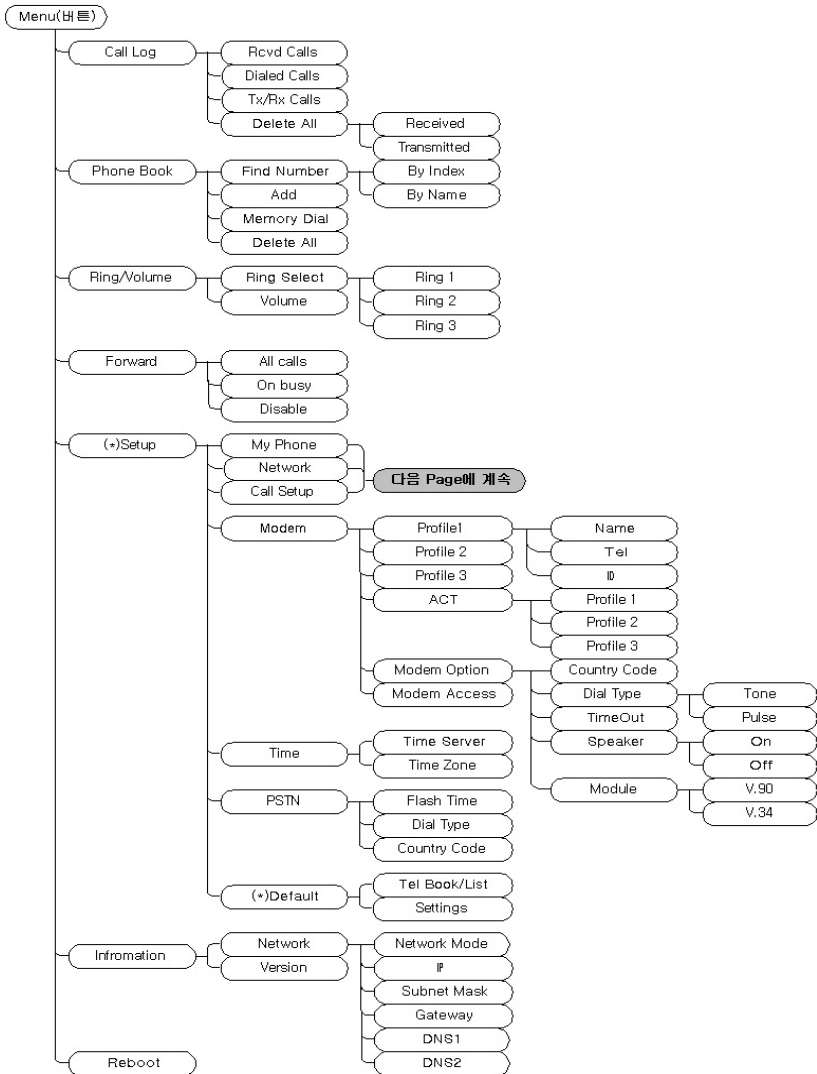 Menu(버튼)
Call Log
Rcvd Calls
Dialed Calls
Tx/Rx Calls
Delete All
Received
Transmitted
Phone Book
Find Number
By Index
Add
By Name
Memory Dial
Delete All
Ring/Volume
Ring Select
Ring 1
Volume
Ring 2
Ring 3
Forward
All calls
On busy
Disable
(*)Setup
My Phone
Network
다음 Page에 계속
Call Setup
Modem
Profile1
Name
Profile 2
Tel
Profile 3
ID
ACT
Profile 1
Profile 2
Profile 3
Modem Option
Country Code
Modem Access
Dial Type
Tone
TimeOut
Pulse
Speaker
On
Off
Module
V.90
V.34
Time
Time Server
Time Zone
PSTN
Flash Time
Dial Type
Country Code
(*)Default
Tel Book/List
Settings
Infromation
Network
Network Mode
Version
IP
Subnet Mask
Gateway
DNS1
DNS2
Reboot